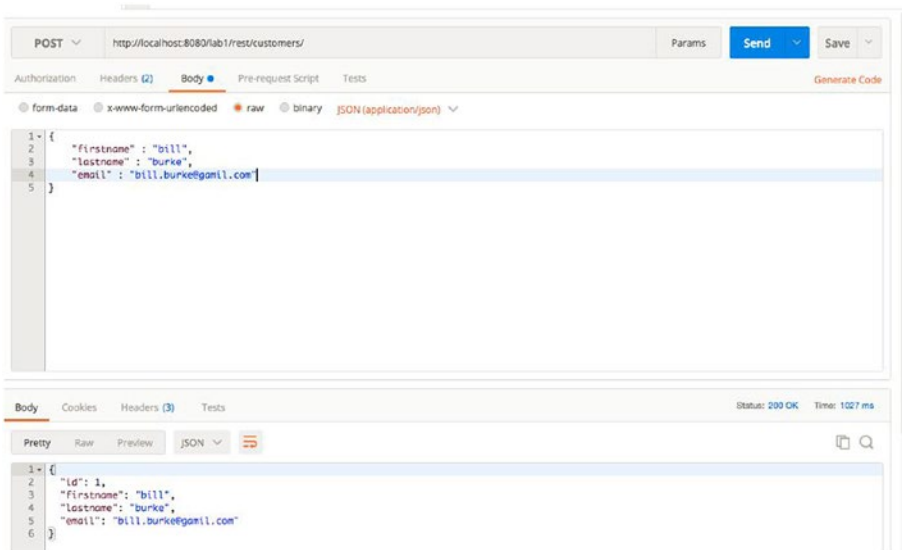 POST http://localhost:8080/lab1/rest/customers/ Params Send Save
Authorization Headers (2) Body Pre-request Script Tests Generate Code
form-data x-www-form-urlencoded raw binary JSON (application/json)
1 {
2 "firstname" : "bill",
3 "lastname" : "burke",
4 "email" : "bill.burke@gamil.com"
5 }
Body Cookies Headers (3) Tests Status: 200 OK Time: 1027 ms
Pretty Raw Preview JSON
1 {
2 "id": 1,
3 "firstname": "bill",
4 "lastname": "burke",
5 "email": "bill.burke@gamil.com"
6 }